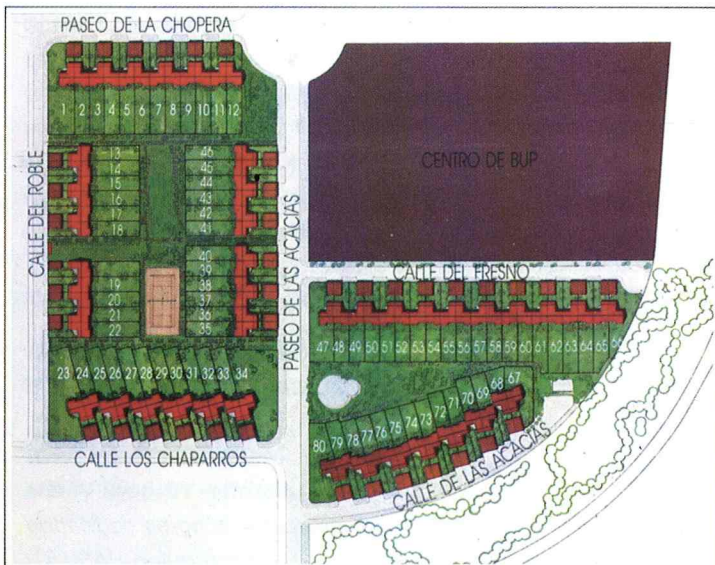 PASEO DE LA CHOPERA
1 2 3 4 5 6 7 8 9 10 11 12
CALLE DEL ROBLE
13
14
15
16
17
18
46
45
44
43
42
41
PASEO DE LAS ACACIAS
CENTRO DE BUP
19
20
21
22
40
39
38
37
36
35
CALLE DEL FRESNO
47 48 49 50 51 52 53 54 55 56 57 58 59 60 61 62 63 64 65
23 24 25 26 27 28 29 30 31 32 33 34
80 79 78 77 76 75 74 73 72 71 70 69 68 67
CALLE LOS CHAPARROS
CALLE DE LAS ACACIAS